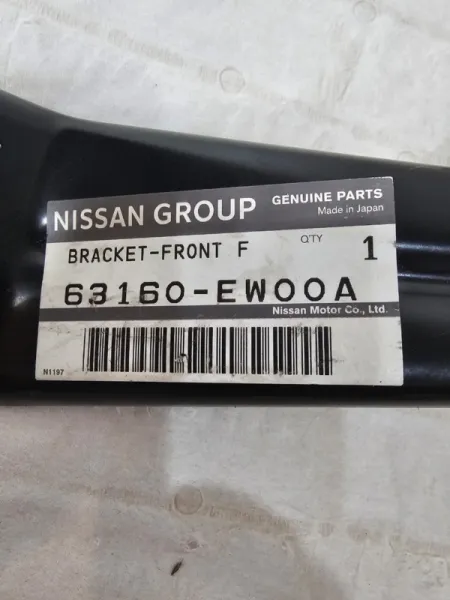 NISSAN GROUP
GENUINE PARTS
Made in Japan
BRACKET-FRONT F
QTY 1
63160-EW00A
Nissan Motor Co., Ltd.
N1197